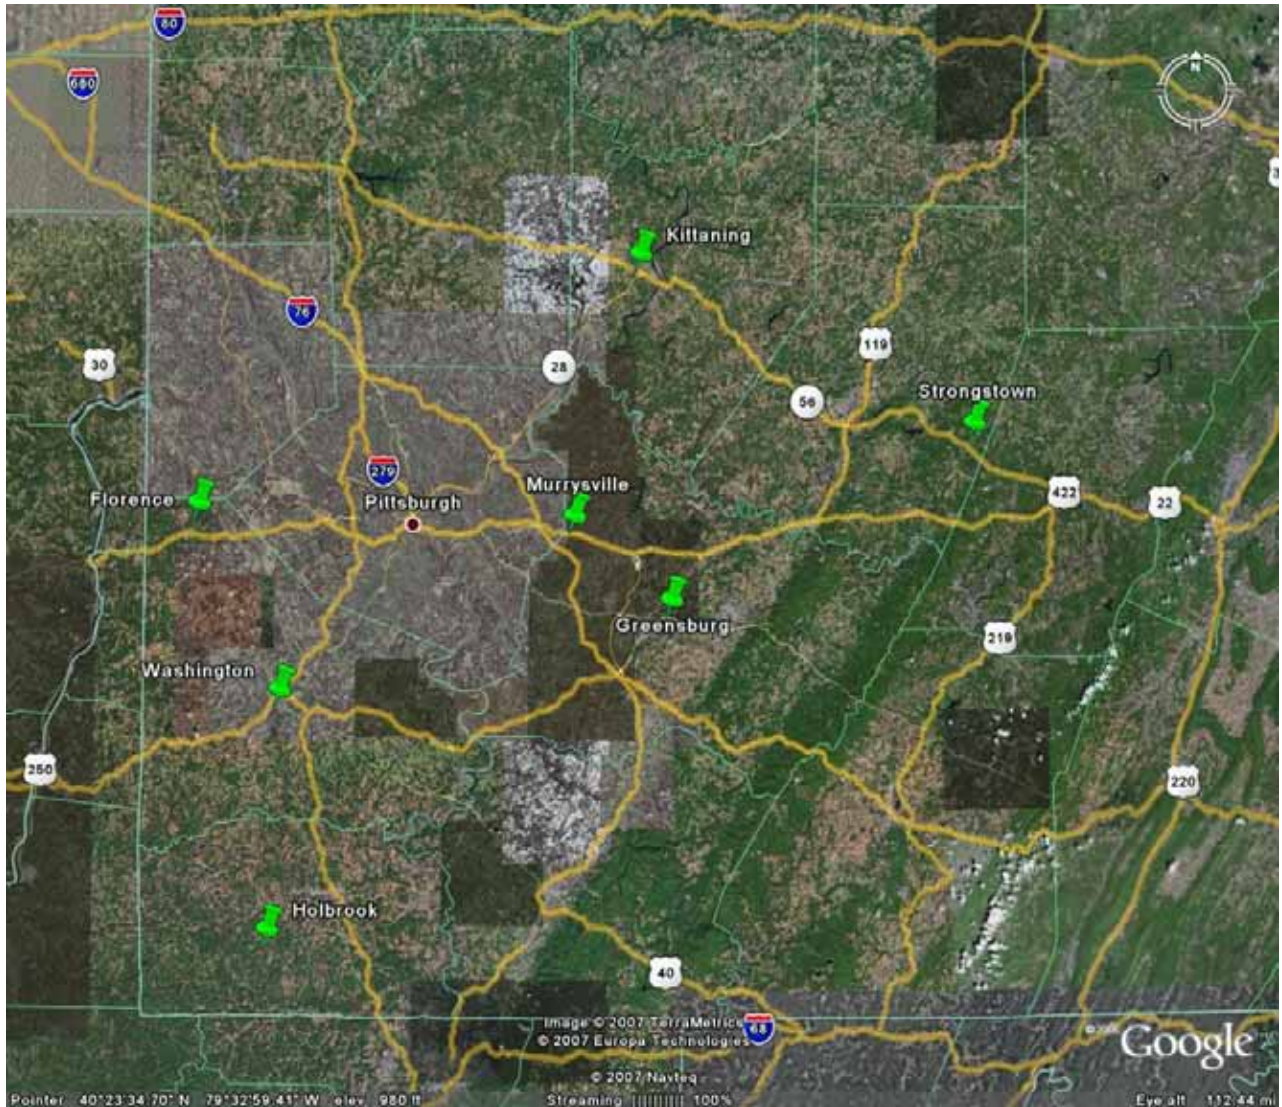 80
680
N
Kittaning
76
119
28
30
Strongstown
56
279
Murrysville
Florence
Pittsburgh
422
22
Greensburg
219
Washington
250
220
Holbrook
40
68
Image © 2007 TerraMetrics
© 2007 Europa Technologies
Google
© 2007 Navteq
Pointer 40°23'34.70" N 79°32'59.41" W elev 980 ft
Streaming ||||||||| 100%
Eye alt 112.44 mi